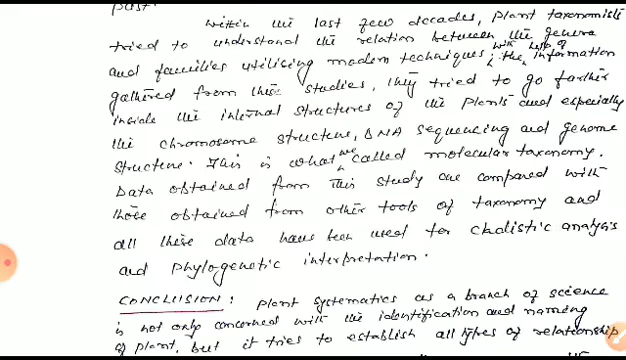 past.
within the last few decades, plant taxonomists
tried to understand the relation between the genera
and families utilising modern techniques; with help of the information
gathered from these studies, they tried to go farther
inside the internal structures of the plants and especially
the chromosome structure, DNA sequencing and genome
structure. This is what we called molecular taxonomy.
Data obtained from this study are compared with
those obtained from other tools of taxonomy and
all these data have been used for cholistic analysis
and phylogenetic interpretation.
CONCLUSION: plant systematics as a branch of science
is not only concerned with the identification and naming
of plant, but it tries to establish all types of relationship